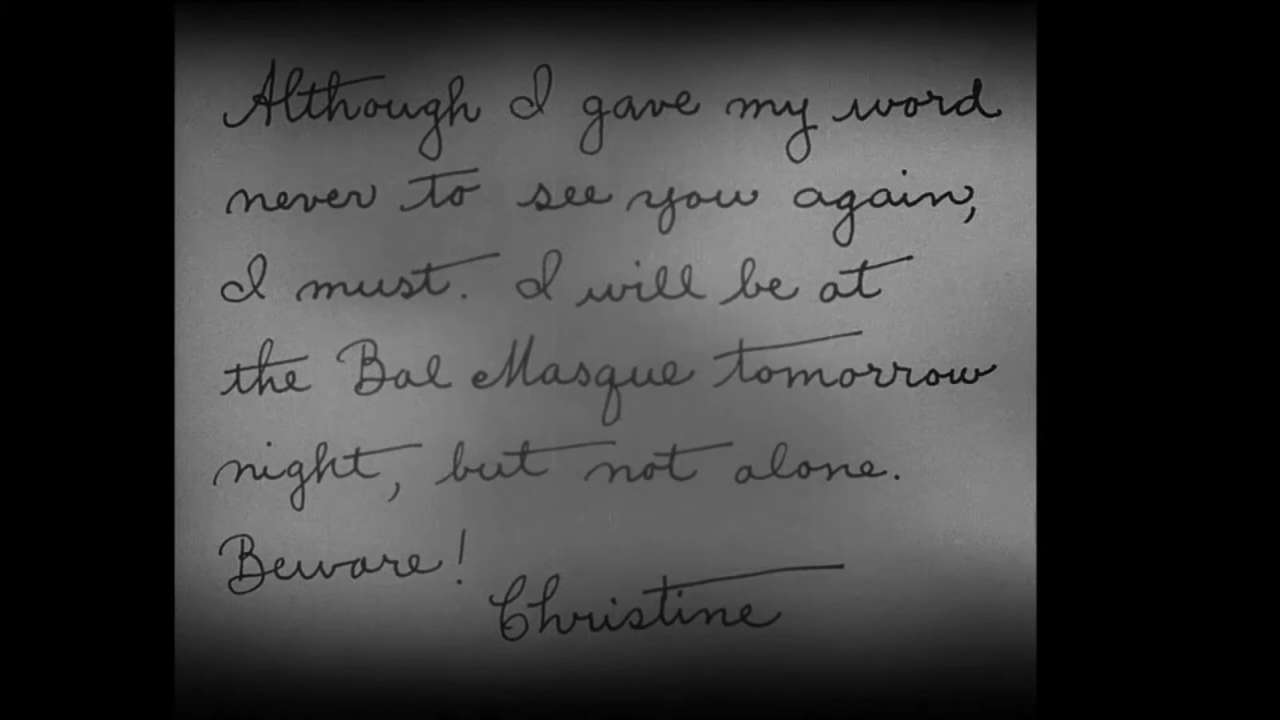 Although I gave my word
never to see you again,
I must. I will be at
the Bal Masque tomorrow
night, but not alone.
Beware!
Christine